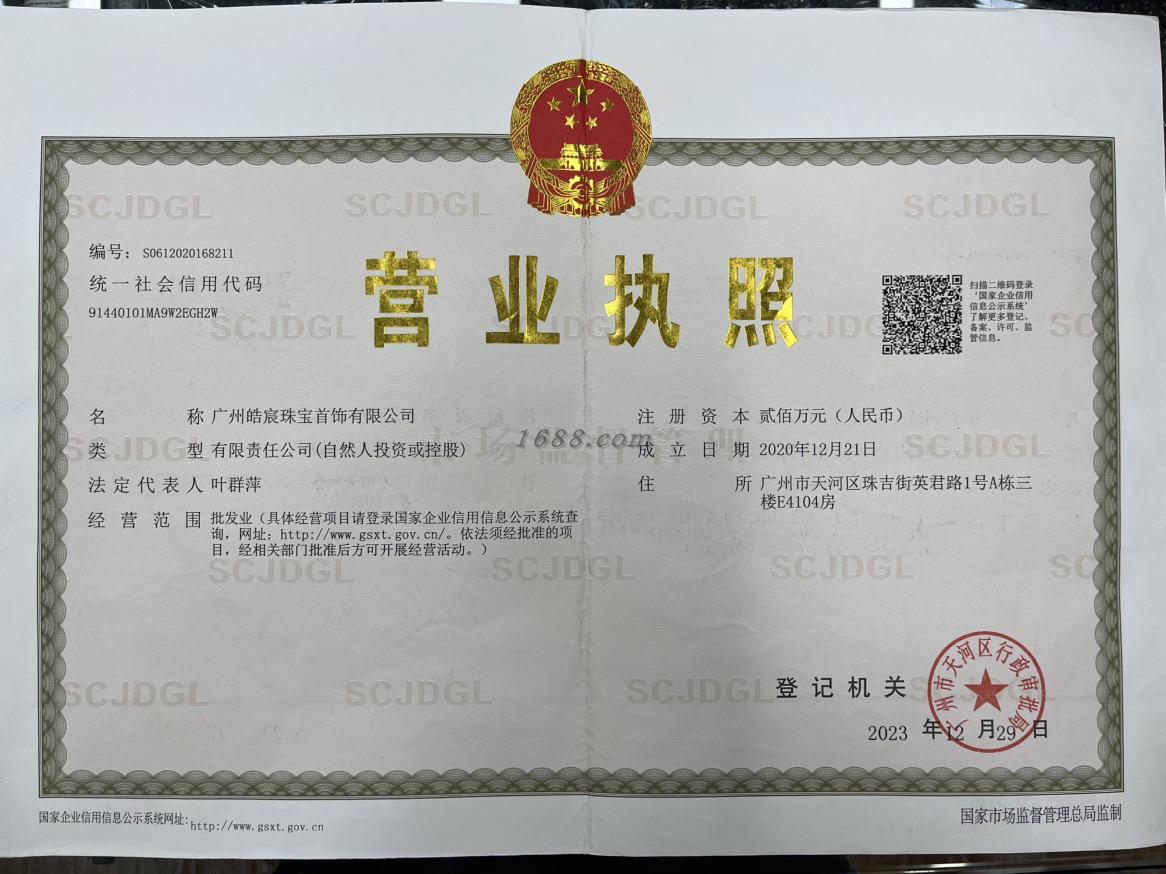 SCJDGL SCJDGL SCJDGL SCJDGL
编号： S0612020168211
统一社会信用代码
91440101MA9W2EGH2W
营业执照
扫描二维码登录
‘国家企业信用
信息公示系统’
了解更多登记、
备案、许可、监
管信息。
SCJDGL
名称 广州皓宸珠宝首饰有限公司
注册资本 贰佰万元（人民币）
类型 有限责任公司(自然人投资或控股)
1688.com
市场监督管理
成立日期 2020年12月21日
法定代表人 叶群萍
住所 广州市天河区珠吉街英君路1号A栋三
楼E4104房
经营范围 批发业（具体经营项目请登录国家企业信用信息公示系统查
询，网址：http://www.gsxt.gov.cn/。依法须经批准的项
目，经相关部门批准后方可开展经营活动。）
SCJDGL SCJDGL SCJDGL SC
SCJDGL SCJDGL SCJDGL
登记机关
广州市天河区行政审批局
2023 年12 月29 日
国家企业信用信息公示系统网址：http://www.gsxt.gov.cn
国家市场监督管理总局监制